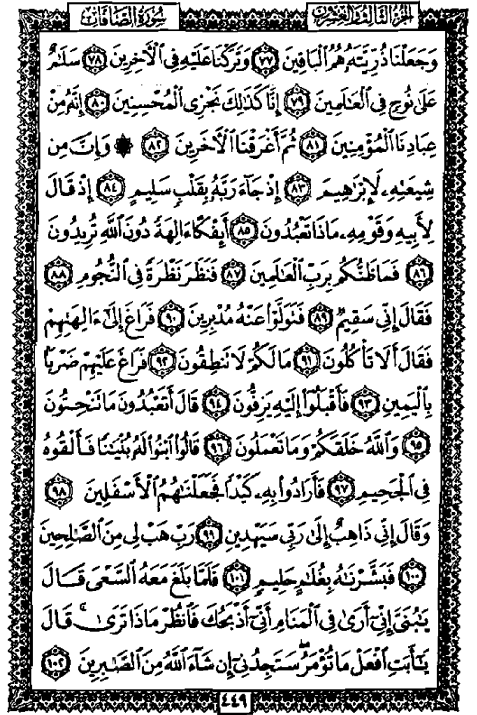 الجزء الثالث والعشرون سورة الصافات
وَجَعَلْنَا ذُرِّيَّتَهُۥ هُمُ ٱلْبَاقِينَ ٧٧ وَتَرَكْنَا عَلَيْهِ فِى ٱلْأَخِرِينَ ٧٨ سَلَٰمٌ
عَلَىٰ نُوحٍ فِى ٱلْعَٰلَمِينَ ٧٩ إِنَّا كَذَٰلِكَ نَجْزِى ٱلْمُحْسِنِينَ ٨٠ إِنَّهُۥ مِنْ
عِبَادِنَا ٱلْمُؤْمِنِينَ ٨١ ثُمَّ أَغْرَقْنَا ٱلْأَخَرِينَ ٨٢ ۞ وَإِنَّ مِن
شِيعَتِهِۦ لَإِبْرَٰهِيمَ ٨٣ إِذْ جَآءَ رَبَّهُۥ بِقَلْبٍ سَلِيمٍ ٨٤ إِذْ قَالَ
لِأَبِيهِ وَقَوْمِهِۦ مَاذَا تَعْبُدُونَ ٨٥ أَئِفْكًا ءَالِهَةً دُونَ ٱللَّهِ تُرِيدُونَ
٨٦ فَمَا ظَنُّكُم بِرَبِّ ٱلْعَٰلَمِينَ ٨٧ فَنَظَرَ نَظْرَةً فِى ٱلنُّجُومِ ٨٨
فَقَالَ إِنِّى سَقِيمٌ ٨٩ فَتَوَلَّوْا۟ عَنْهُ مُدْبِرِينَ ٩٠ فَرَاغَ إِلَىٰٓ ءَالِهَتِهِمْ
فَقَالَ أَلَا تَأْكُلُونَ ٩١ مَا لَكُمْ لَا تَنطِقُونَ ٩٢ فَرَاغَ عَلَيْهِمْ ضَرْبًۢا
بِٱلْيَمِينِ ٩٣ فَأَقْبَلُوٓا۟ إِلَيْهِ يَزِفُّونَ ٩٤ قَالَ أَتَعْبُدُونَ مَا تَنْحِتُونَ
٩٥ وَٱللَّهُ خَلَقَكُمْ وَمَا تَعْمَلُونَ ٩٦ قَالُوا۟ ٱبْنُوا۟ لَهُۥ بُنْيَٰنًا فَأَلْقُوهُ
فِى ٱلْجَحِيمِ ٩٧ فَأَرَادُوا۟ بِهِۦ كَيْدًا فَجَعَلْنَٰهُمُ ٱلْأَسْفَلِينَ ٩٨
وَقَالَ إِنِّى ذَاهِبٌ إِلَىٰ رَبِّى سَيَهْدِينِ ٩٩ رَبِّ هَبْ لِى مِنَ ٱلصَّٰلِحِينَ
١٠٠ فَبَشَّرْنَٰهُ بِغُلَٰمٍ حَلِيمٍ ١٠١ فَلَمَّا بَلَغَ مَعَهُ ٱلسَّعْىَ قَالَ
يَٰبُنَىَّ إِنِّىٓ أَرَىٰ فِى ٱلْمَنَامِ أَنِّىٓ أَذْبَحُكَ فَٱنظُرْ مَاذَا تَرَىٰ ۚ قَالَ
يَٰٓأَبَتِ ٱفْعَلْ مَا تُؤْمَرُ ۖ سَتَجِدُنِىٓ إِن شَآءَ ٱللَّهُ مِنَ ٱلصَّٰبِرِينَ ١٠٢
٤٤٩